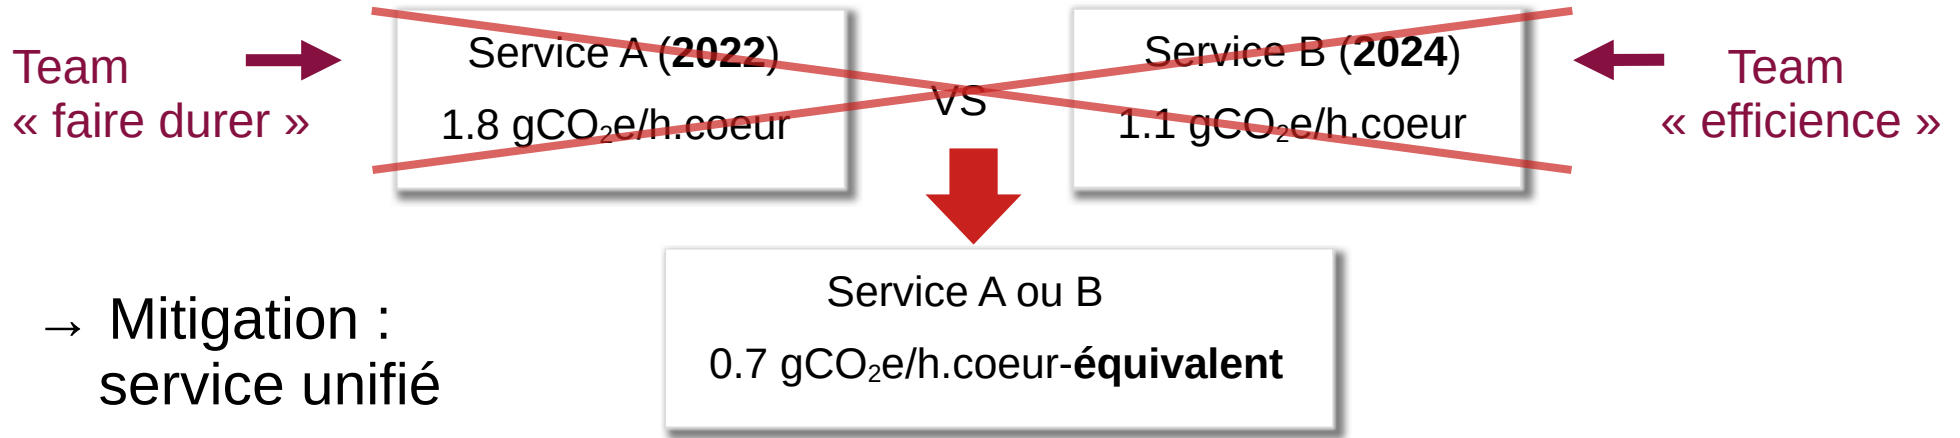 Team
« faire durer »
Service A (2022)
1.8 gCO₂e/h.coeur
VS
Service B (2024)
1.1 gCO₂e/h.coeur
Team
« efficience »
→ Mitigation :
service unifié
Service A ou B
0.7 gCO₂e/h.coeur-équivalent